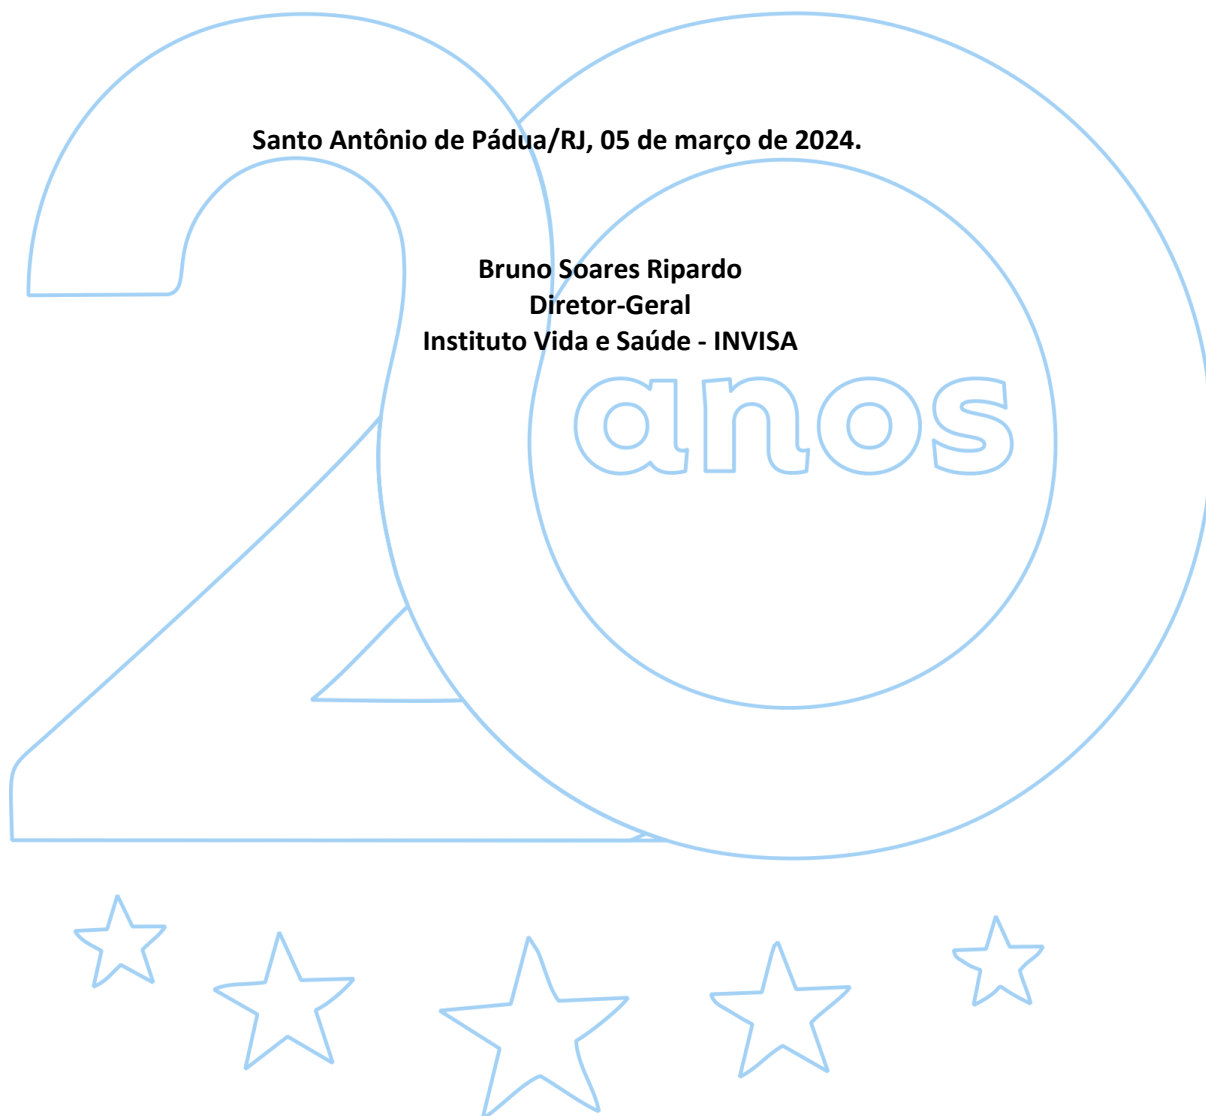 Santo Antônio de Pádua/RJ, 05 de março de 2024.
Bruno Soares Ripardo
Diretor-Geral
Instituto Vida e Saúde - INVISA
20
anos